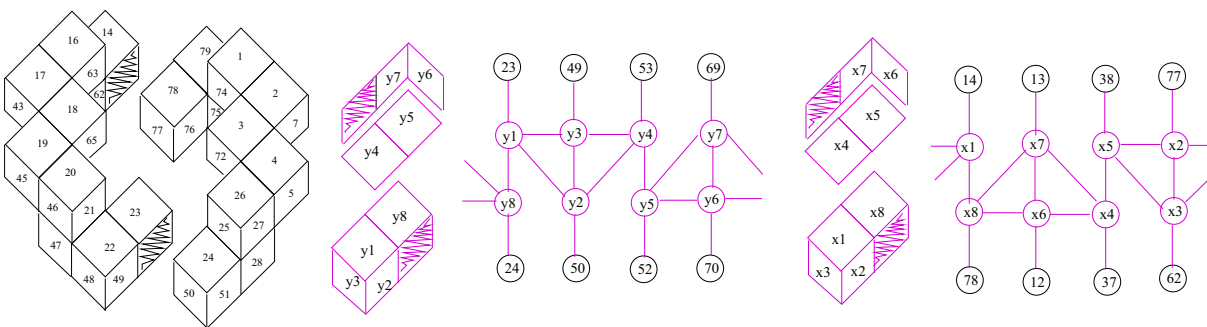 16 14
17 63
62
43 18
65
19
20
45
46 21 23
47 22
48 49
79 1
78 74 2
75
77 76 3 7
72
4
26 5
25 27
24 28
50 51
y7 y6
y5
y4
y8
y1
y3 y2
23 49 53 69
y1 y3 y4 y7
y8 y2 y5 y6
24 50 52 70
x7 x6
x5
x4
x8
x1
x3 x2
14 13 38 77
x1 x7 x5 x2
x8 x6 x4 x3
78 12 37 62